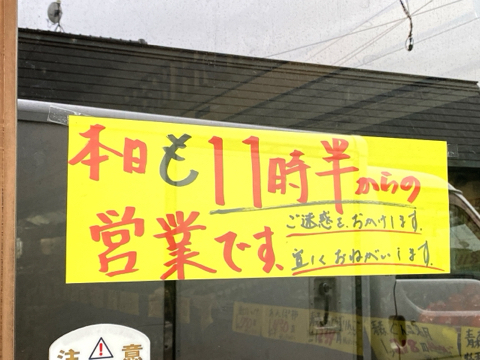 本日も11時半からの
営業です。
ご迷惑をおかけします。
宜しくおねがいします。
注意